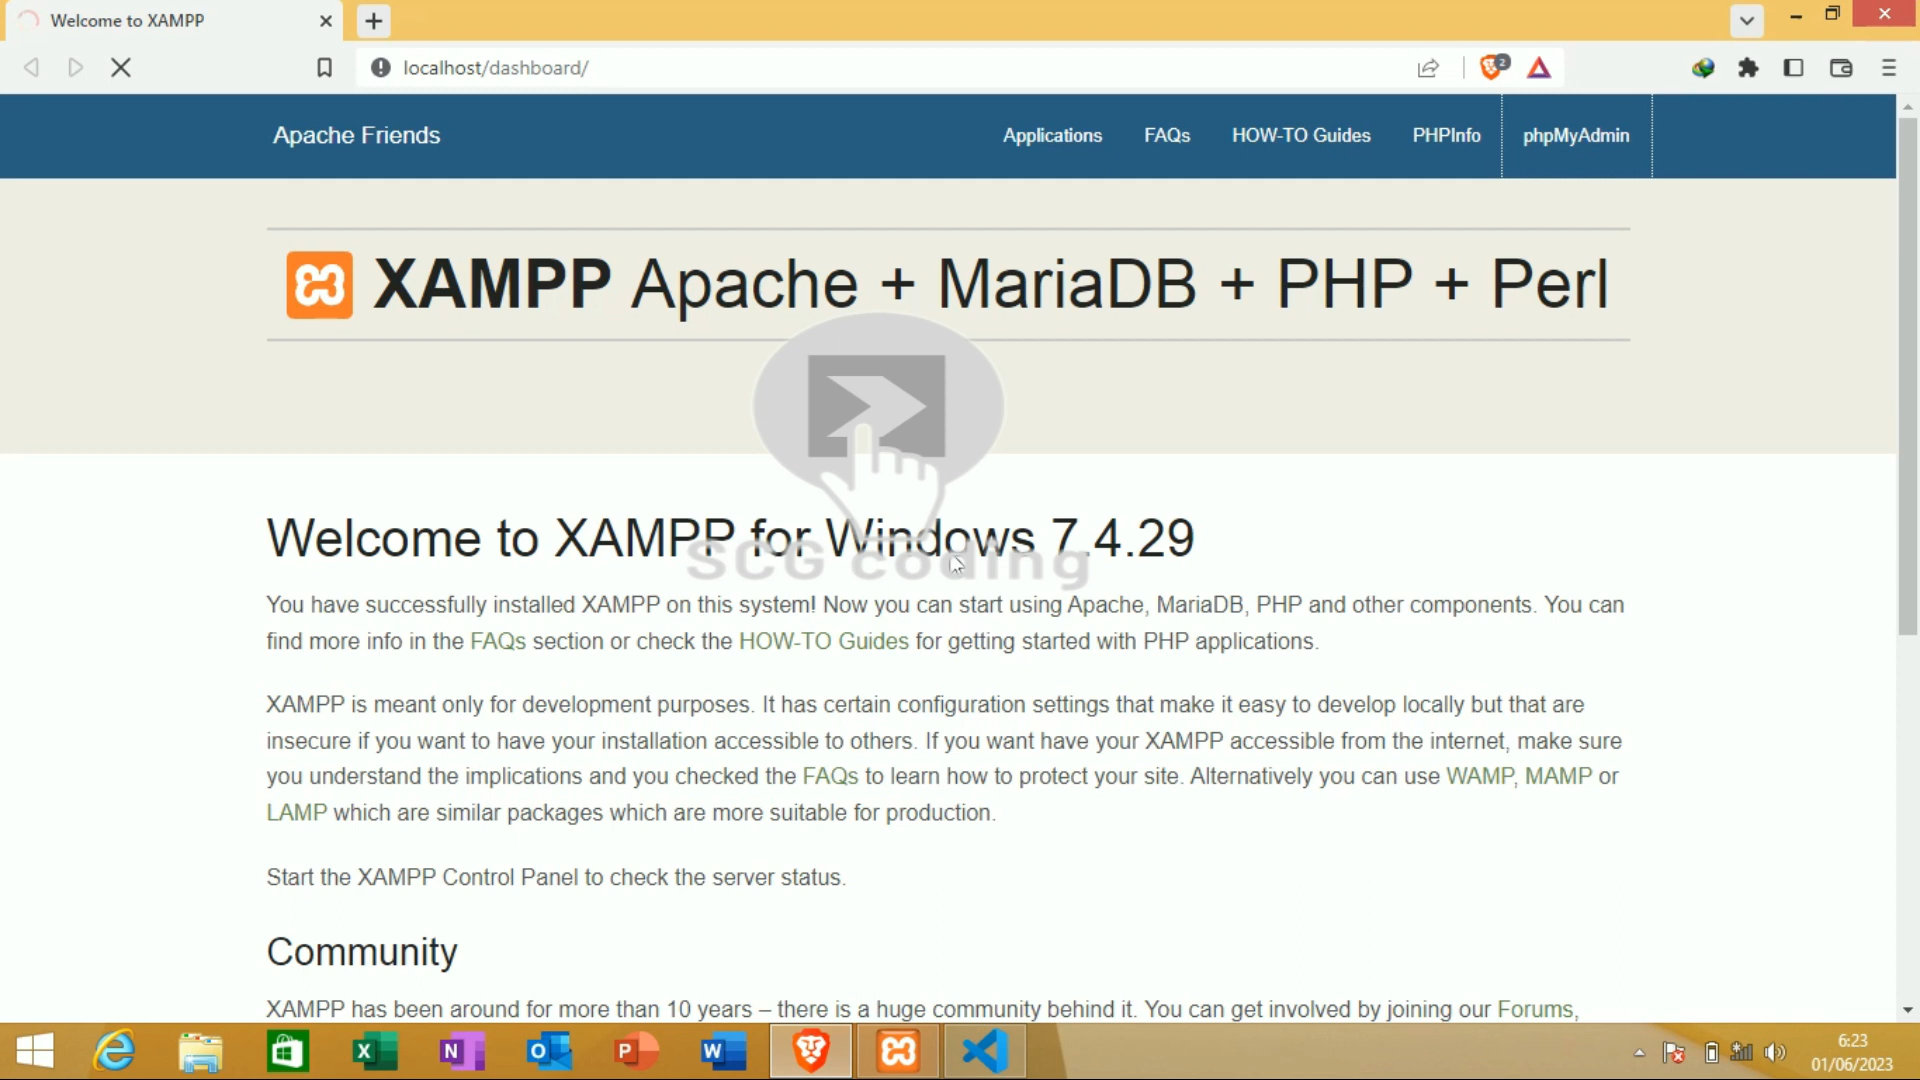 Welcome to XAMPP
localhost/dashboard/
2
Apache Friends
Applications
FAQs
HOW-TO Guides
PHPInfo
phpMyAdmin
XAMPP Apache + MariaDB + PHP + Perl
Welcome to XAMPP for Windows 7.4.29
SCG coding
You have successfully installed XAMPP on this system! Now you can start using Apache, MariaDB, PHP and other components. You can
find more info in the FAQs section or check the HOW-TO Guides for getting started with PHP applications.
XAMPP is meant only for development purposes. It has certain configuration settings that make it easy to develop locally but that are
insecure if you want to have your installation accessible to others. If you want have your XAMPP accessible from the internet, make sure
you understand the implications and you checked the FAQs to learn how to protect your site. Alternatively you can use WAMP, MAMP or
LAMP which are similar packages which are more suitable for production.
Start the XAMPP Control Panel to check the server status.
Community
XAMPP has been around for more than 10 years – there is a huge community behind it. You can get involved by joining our Forums,
6:23
01/06/2023